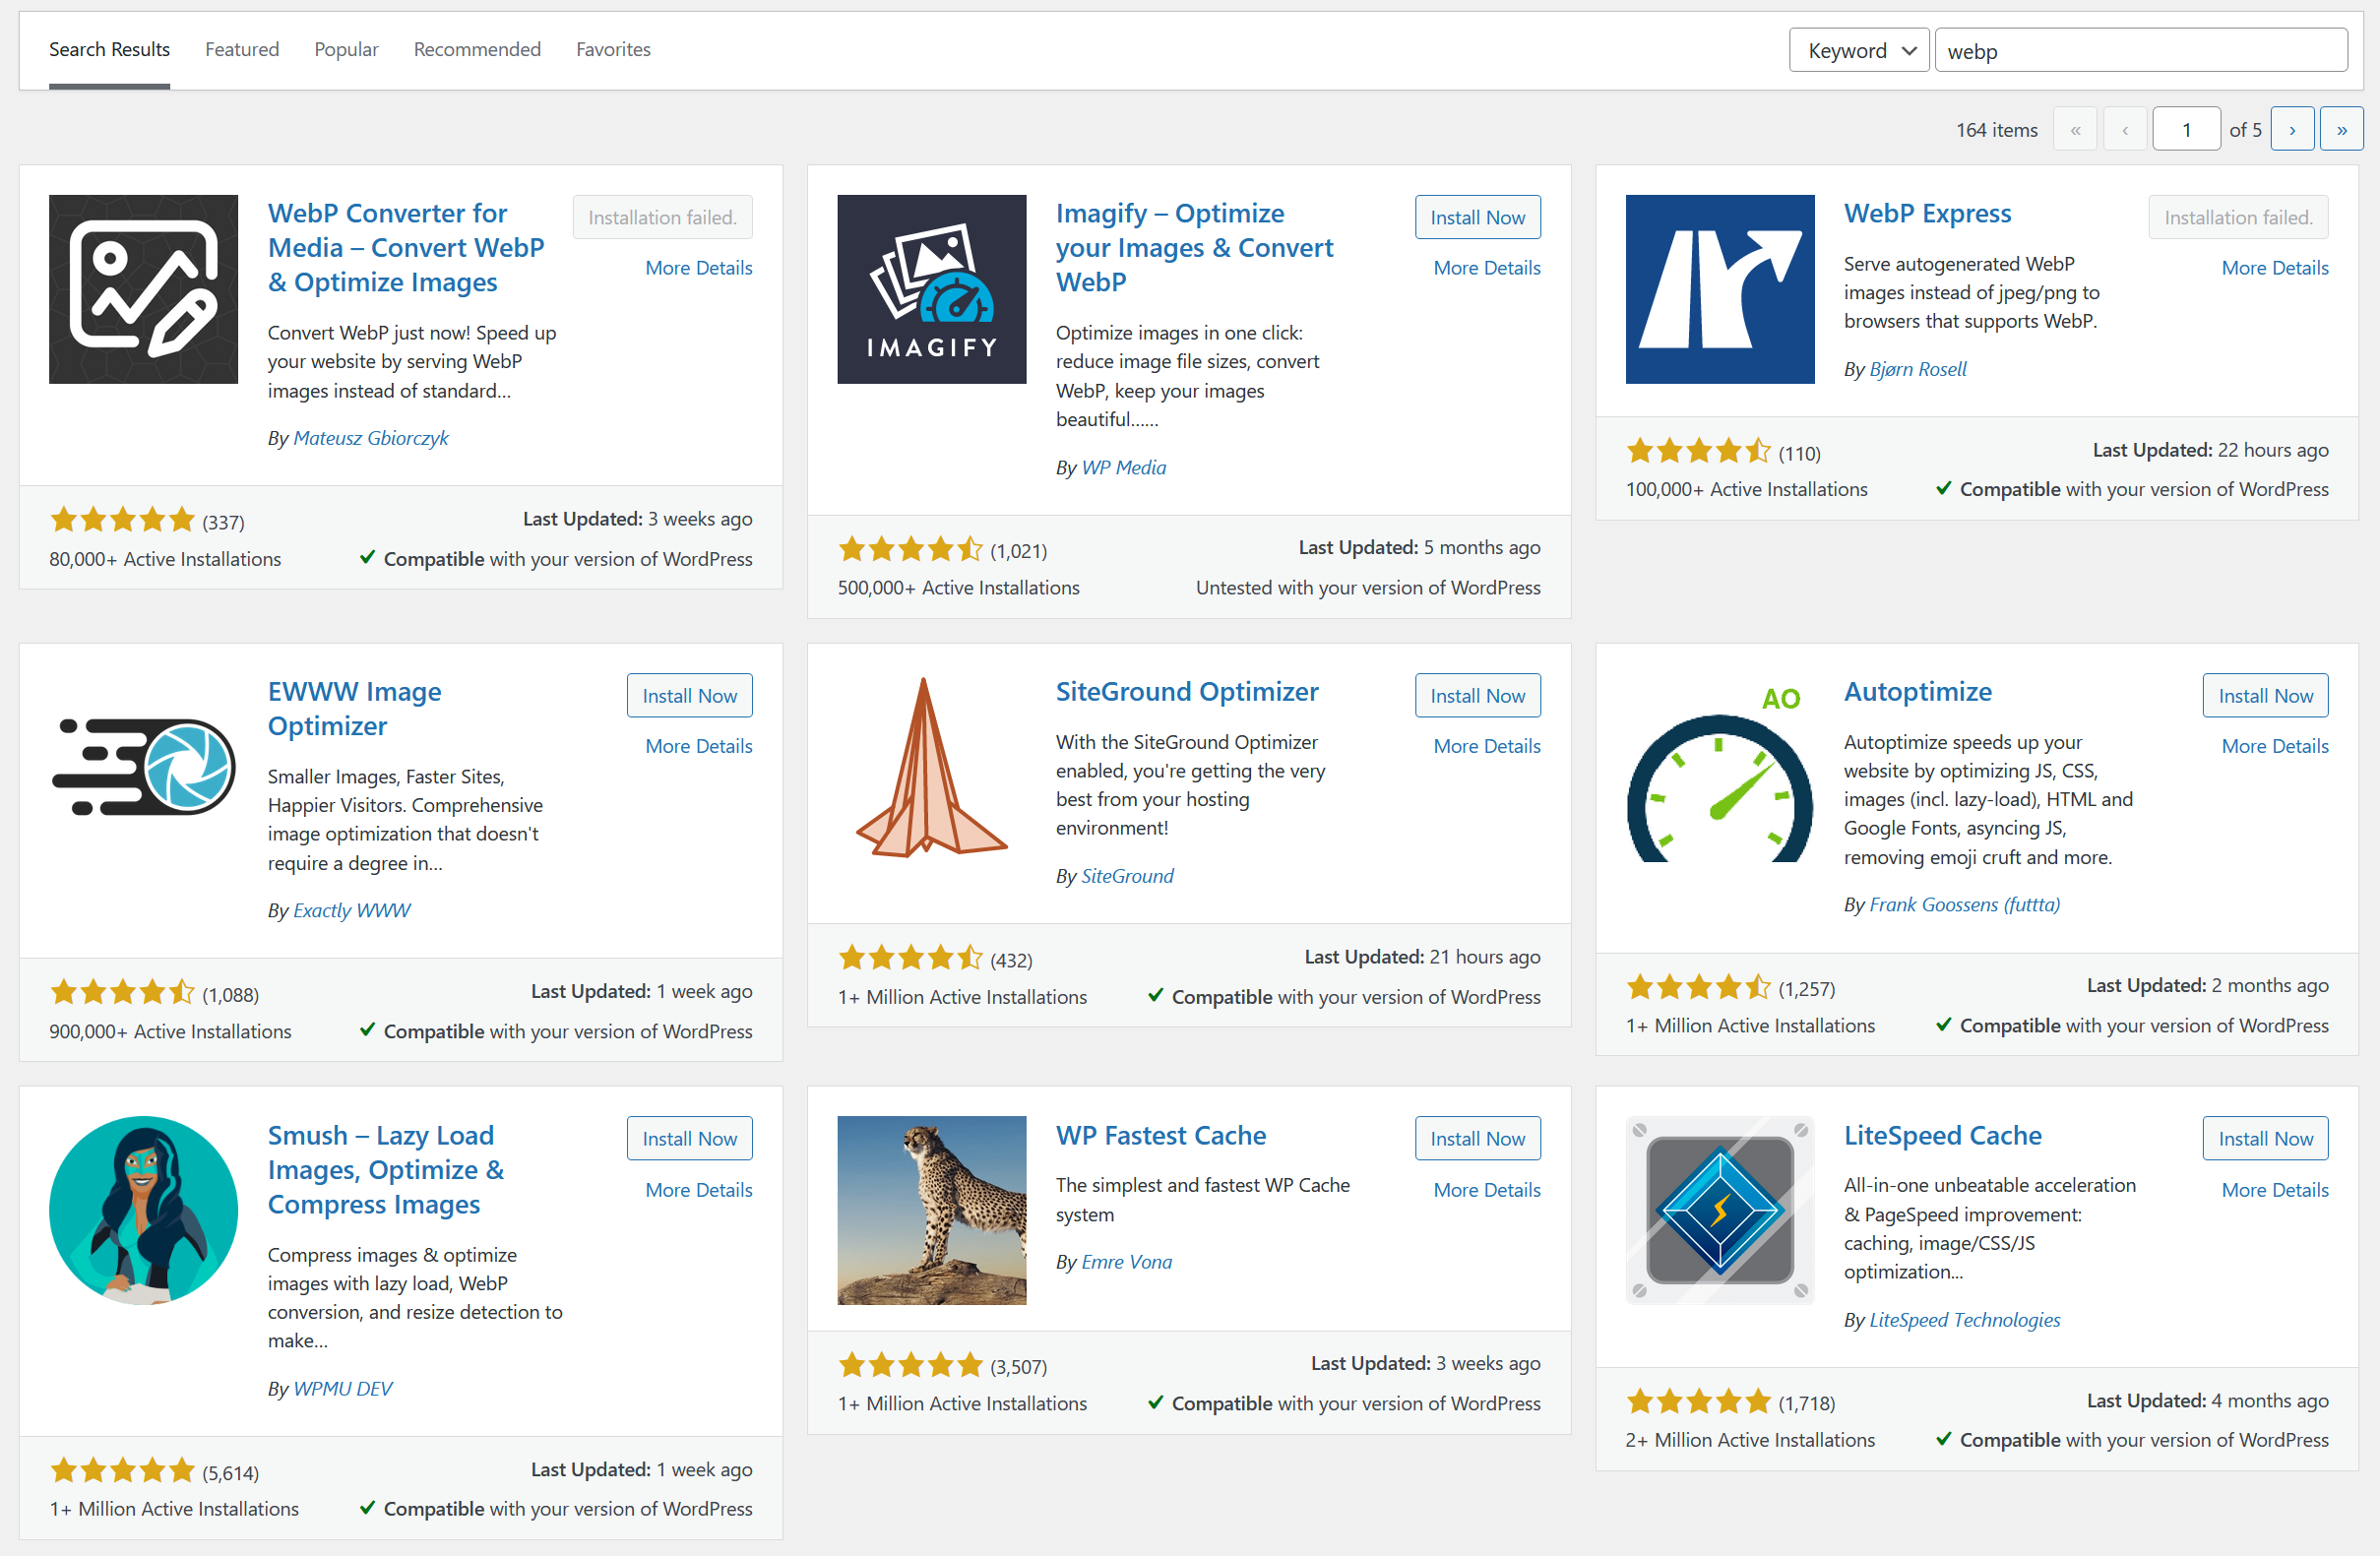 Search Results Featured Popular Recommended Favorites Keyword webp
164 items « ‹ 1 of 5 › »
WebP Converter for
Media – Convert WebP
& Optimize Images
Installation failed.
More Details
Convert WebP just now! Speed up
your website by serving WebP
images instead of standard...
By Mateusz Gbiorczyk
(337)
Last Updated: 3 weeks ago
80,000+ Active Installations
Compatible with your version of WordPress
IMAGIFY
Imagify – Optimize
your Images & Convert
WebP
Install Now
More Details
Optimize images in one click:
reduce image file sizes, convert
WebP, keep your images
beautiful……
By WP Media
(1,021)
Last Updated: 5 months ago
500,000+ Active Installations
Untested with your version of WordPress
WebP Express
Installation failed.
More Details
Serve autogenerated WebP
images instead of jpeg/png to
browsers that supports WebP.
By Bjørn Rosell
(110)
Last Updated: 22 hours ago
100,000+ Active Installations
Compatible with your version of WordPress
EWWW Image
Optimizer
Install Now
More Details
Smaller Images, Faster Sites,
Happier Visitors. Comprehensive
image optimization that doesn't
require a degree in...
By Exactly WWW
(1,088)
Last Updated: 1 week ago
900,000+ Active Installations
Compatible with your version of WordPress
SiteGround Optimizer
Install Now
More Details
With the SiteGround Optimizer
enabled, you're getting the very
best from your hosting
environment!
By SiteGround
(432)
Last Updated: 21 hours ago
1+ Million Active Installations
Compatible with your version of WordPress
AO
Autoptimize
Install Now
More Details
Autoptimize speeds up your
website by optimizing JS, CSS,
images (incl. lazy-load), HTML and
Google Fonts, asyncing JS,
removing emoji cruft and more.
By Frank Goossens (futtta)
(1,257)
Last Updated: 2 months ago
1+ Million Active Installations
Compatible with your version of WordPress
Smush – Lazy Load
Images, Optimize &
Compress Images
Install Now
More Details
Compress images & optimize
images with lazy load, WebP
conversion, and resize detection to
make...
By WPMU DEV
(5,614)
Last Updated: 1 week ago
1+ Million Active Installations
Compatible with your version of WordPress
WP Fastest Cache
Install Now
More Details
The simplest and fastest WP Cache
system
By Emre Vona
(3,507)
Last Updated: 3 weeks ago
1+ Million Active Installations
Compatible with your version of WordPress
LiteSpeed Cache
Install Now
More Details
All-in-one unbeatable acceleration
& PageSpeed improvement:
caching, image/CSS/JS
optimization...
By LiteSpeed Technologies
(1,718)
Last Updated: 4 months ago
2+ Million Active Installations
Compatible with your version of WordPress